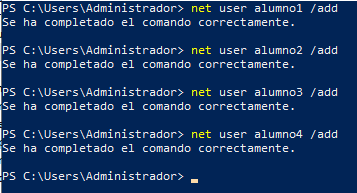 PS C:\Users\Administrador> net user alumno1 /add
Se ha completado el comando correctamente.
PS C:\Users\Administrador> net user alumno2 /add
Se ha completado el comando correctamente.
PS C:\Users\Administrador> net user alumno3 /add
Se ha completado el comando correctamente.
PS C:\Users\Administrador> net user alumno4 /add
Se ha completado el comando correctamente.
PS C:\Users\Administrador>